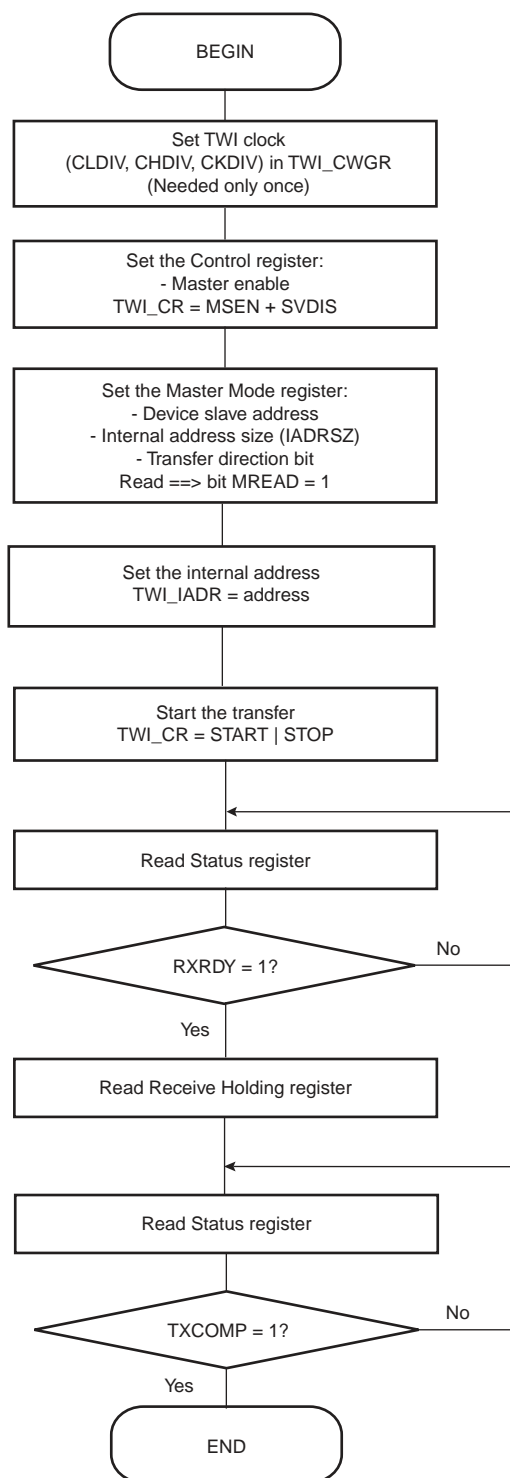 BEGIN
Set TWI clock
(CLDIV, CHDIV, CKDIV) in TWI_CWGR
(Needed only once)
Set the Control register:
- Master enable
TWI_CR = MSEN + SVDIS
Set the Master Mode register:
- Device slave address
- Internal address size (IADRSZ)
- Transfer direction bit
Read ==> bit MREAD = 1
Set the internal address
TWI_IADR = address
Start the transfer
TWI_CR = START | STOP
Read Status register
RXRDY = 1?
No
Yes
Read Receive Holding register
Read Status register
TXCOMP = 1?
No
Yes
END